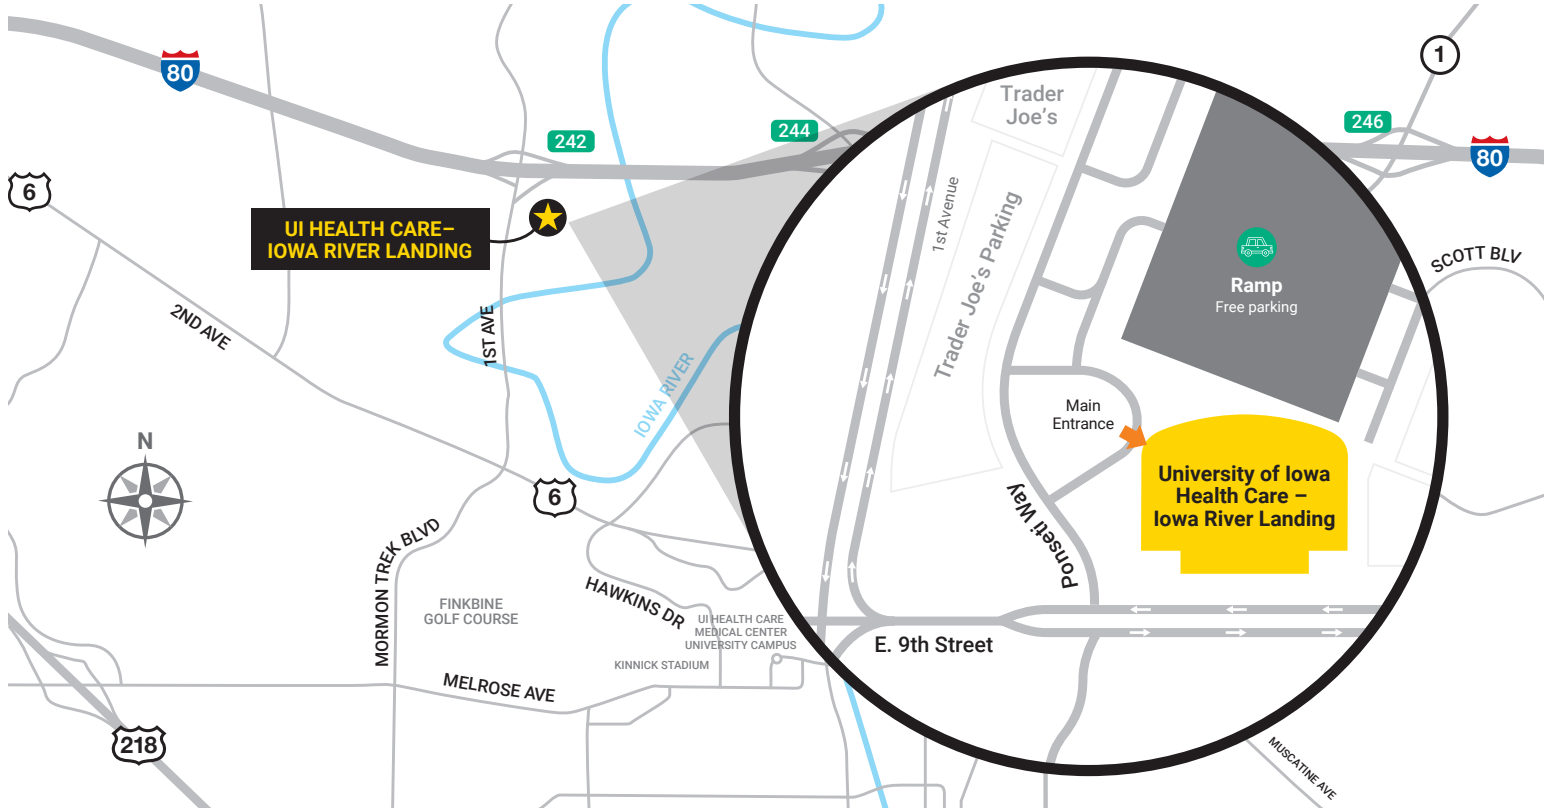 1
80
Trader
Joe's
242
244
246
80
6
1st Avenue
UI HEALTH CARE–
IOWA RIVER LANDING
Trader Joe's Parking
SCOTT BLV
Ramp
Free parking
2ND AVE
1ST AVE
IOWA RIVER
Main
Entrance
N
University of Iowa
Health Care –
Iowa River Landing
6
Ponseti Way
MORMON TREK BLVD
HAWKINS DR
FINKBINE
GOLF COURSE
UI HEALTH CARE
MEDICAL CENTER
UNIVERSITY CAMPUS
E. 9th Street
KINNICK STADIUM
MELROSE AVE
218
MUSCATINE AVE